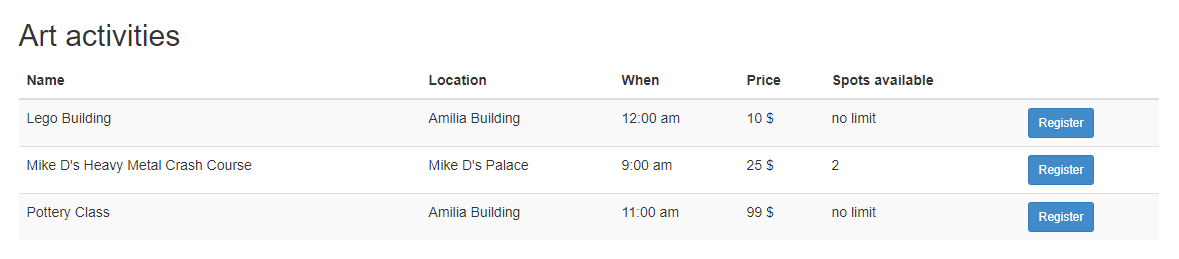 Art activities
Name Location When Price Spots available
Lego Building Amilia Building 12:00 am 10 $ no limit Register
Mike D's Heavy Metal Crash Course Mike D's Palace 9:00 am 25 $ 2 Register
Pottery Class Amilia Building 11:00 am 99 $ no limit Register